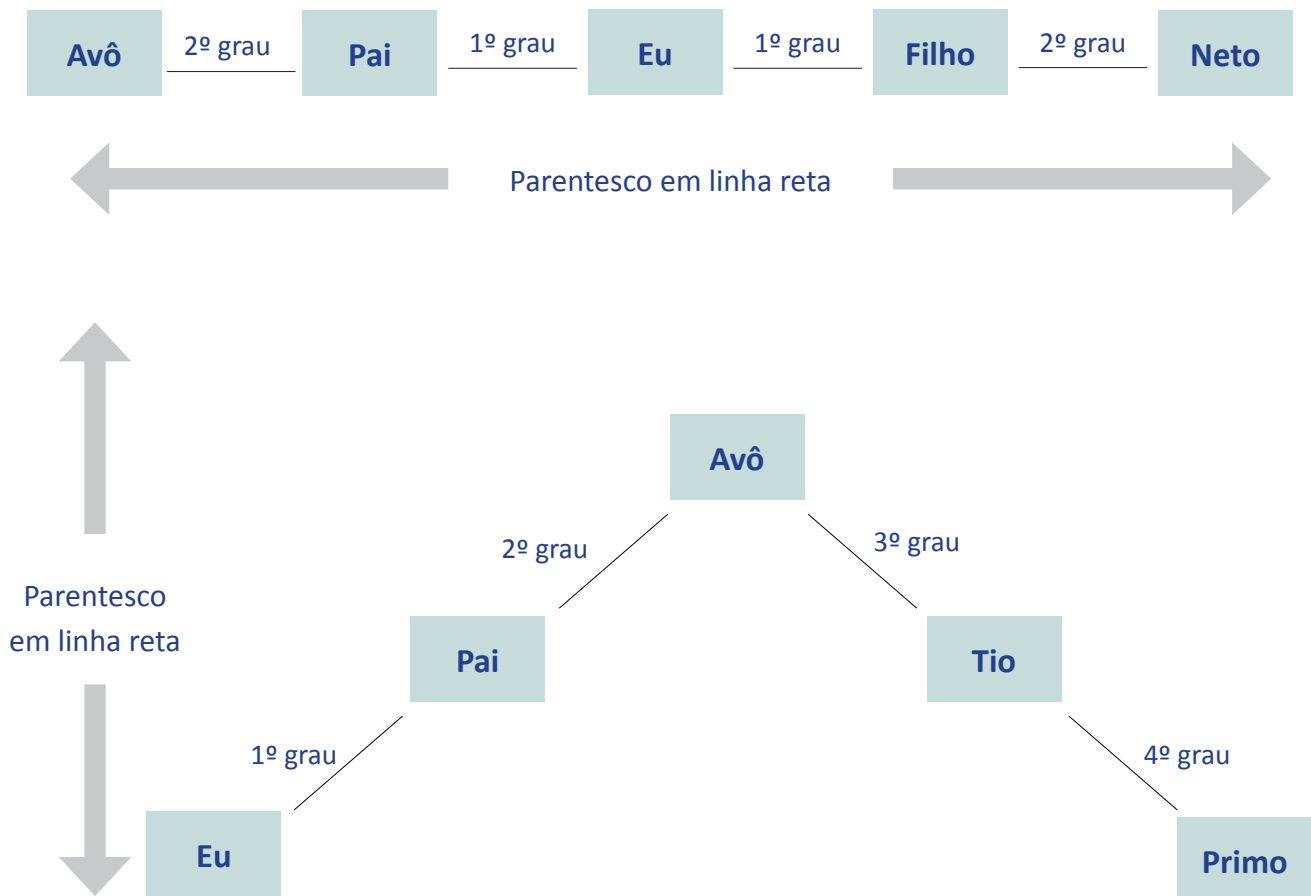 Avô 2º grau Pai 1º grau Eu 1º grau Filho 2º grau Neto
Parentesco em linha reta
Avô
2º grau 3º grau
Parentesco
em linha reta
Pai Tio
1º grau 4º grau
Eu Primo